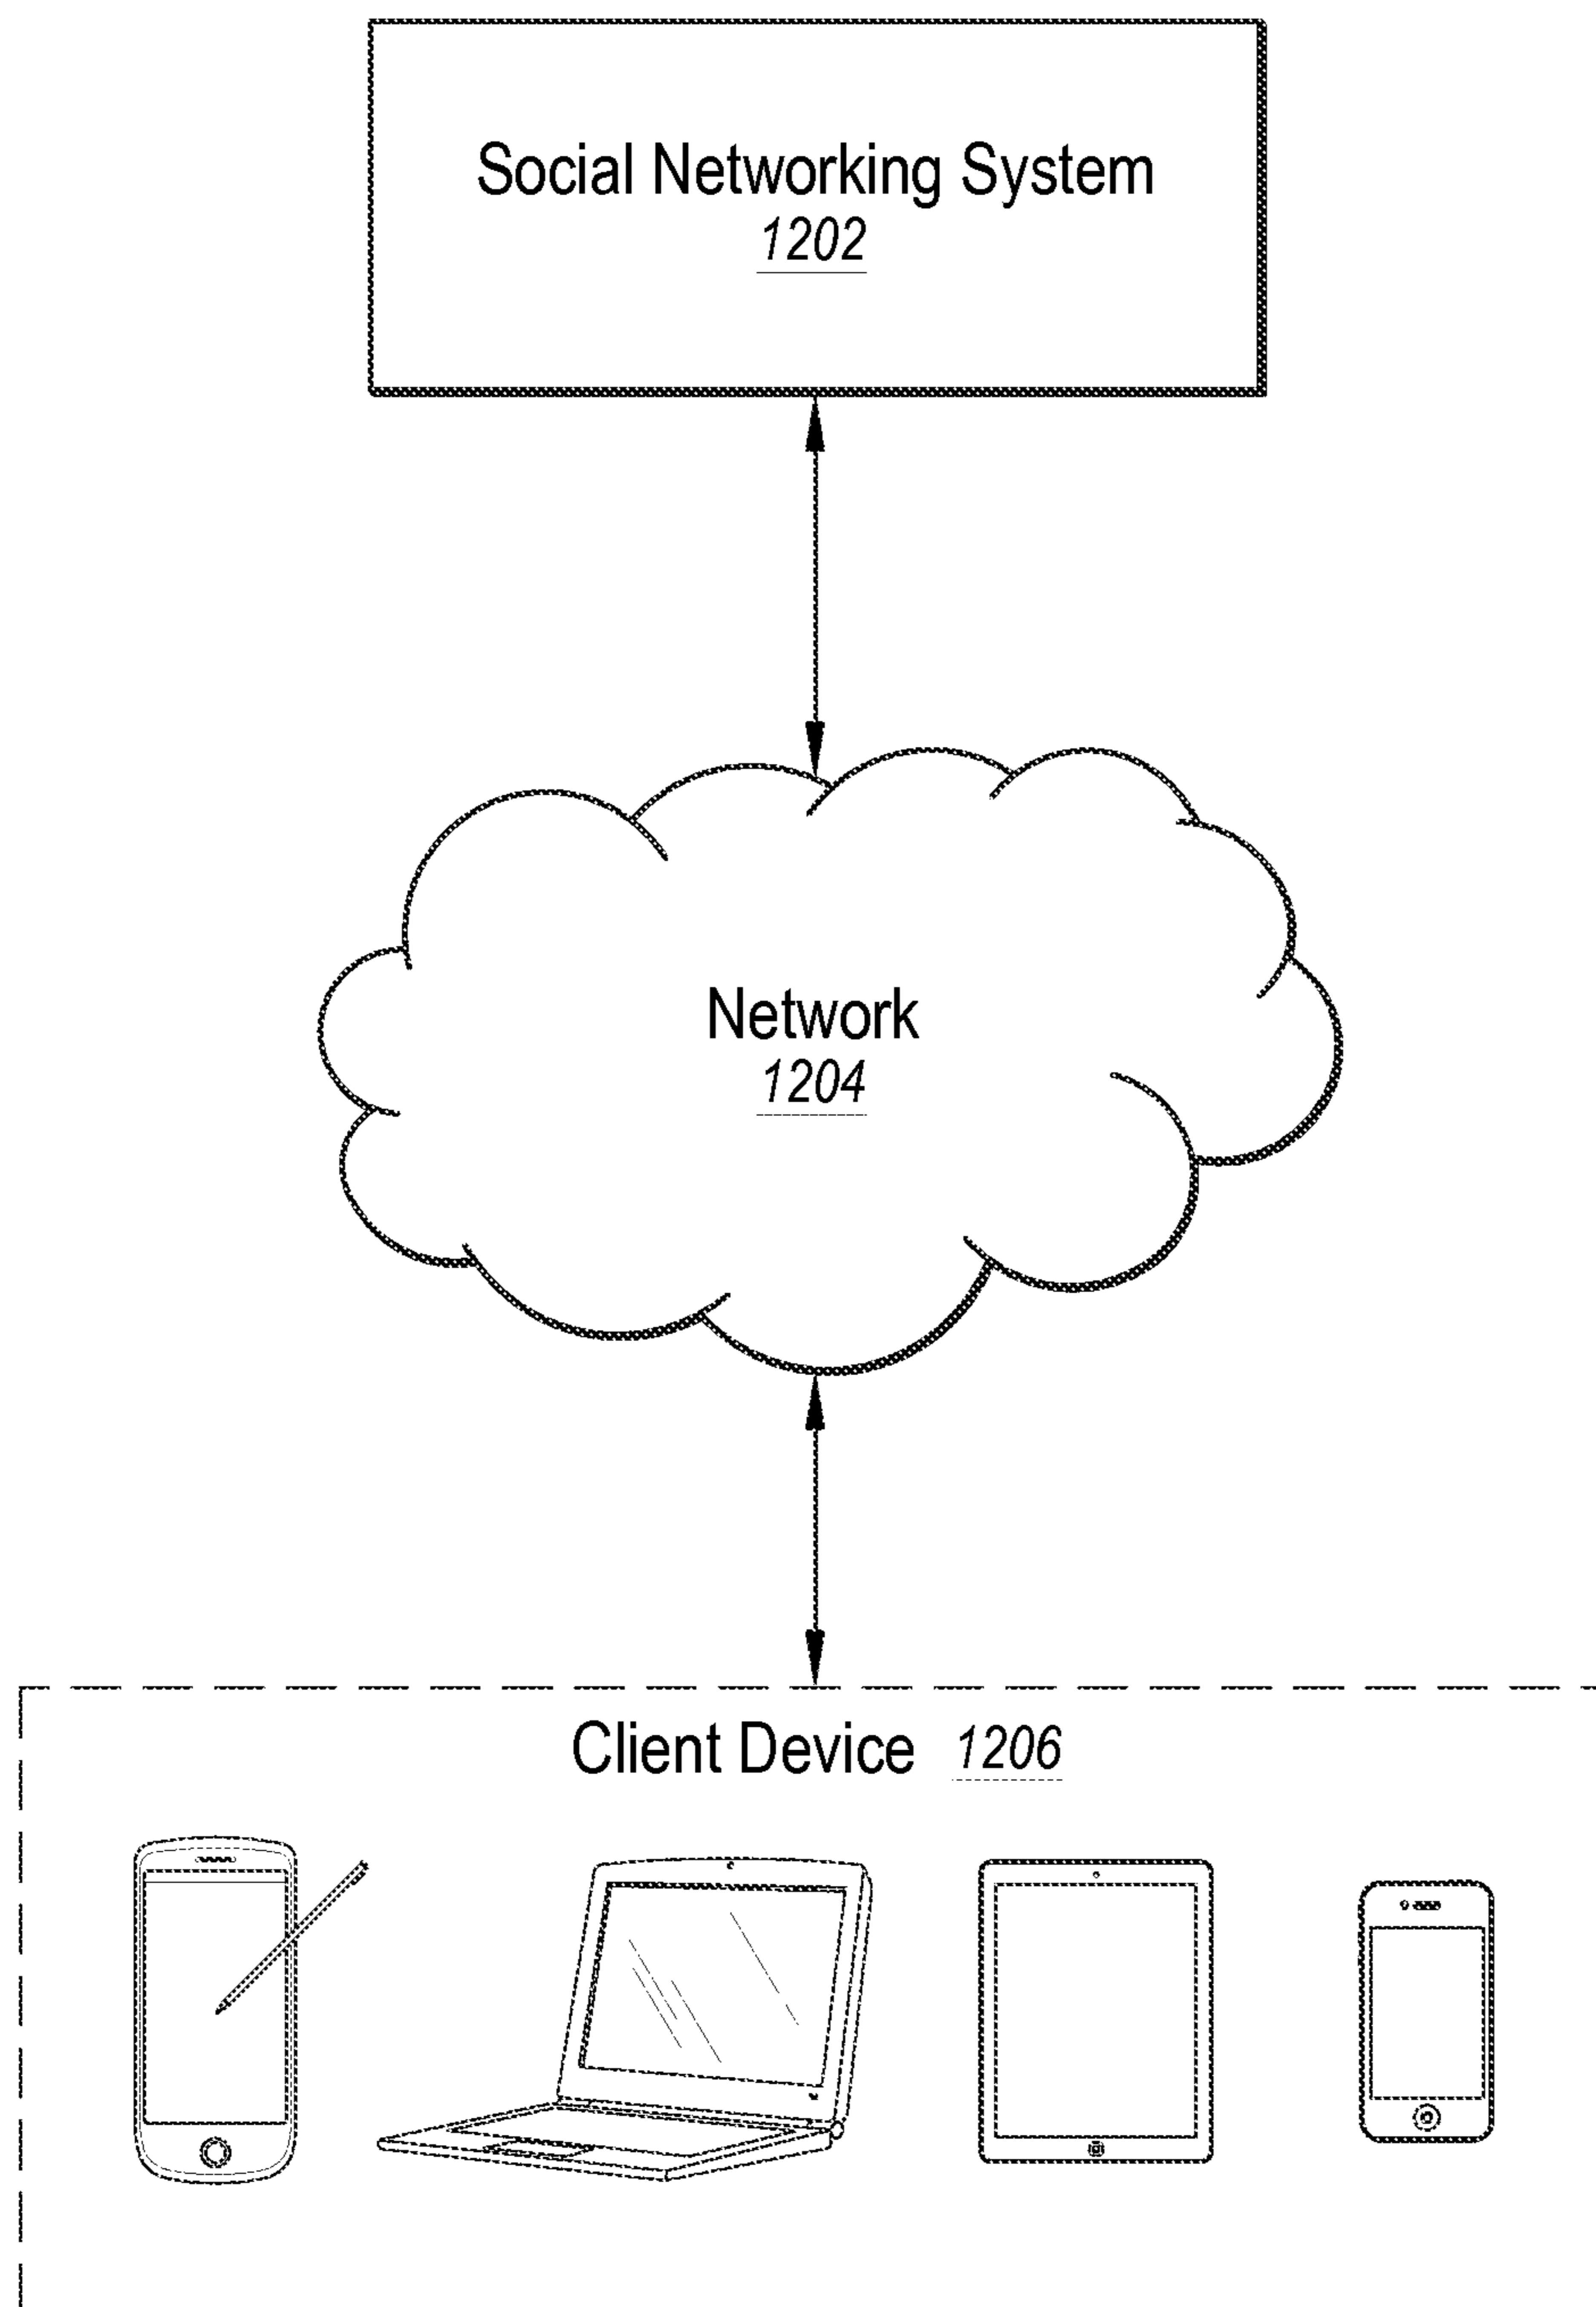 Social Networking System
1202
Network
1204
Client Device 1206